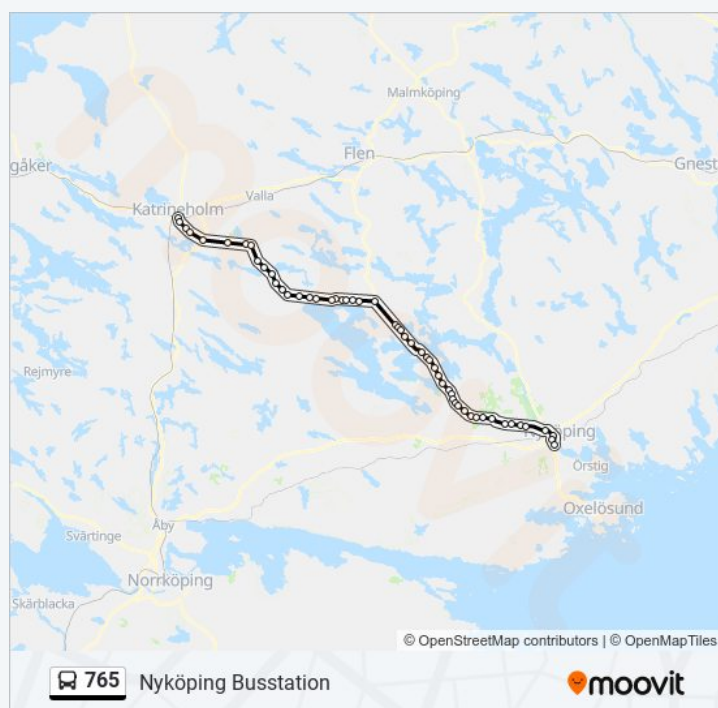 Malmköping
Flen
Gnest
gåker
Valla
Katrineholm
Rejmyre
Nyköping
Örstig
Oxelösund
Åby
Svärtinge
Norrköping
Skärblacka
© OpenStreetMap contributors | © OpenMapTiles
765 Nyköping Busstation
moovit